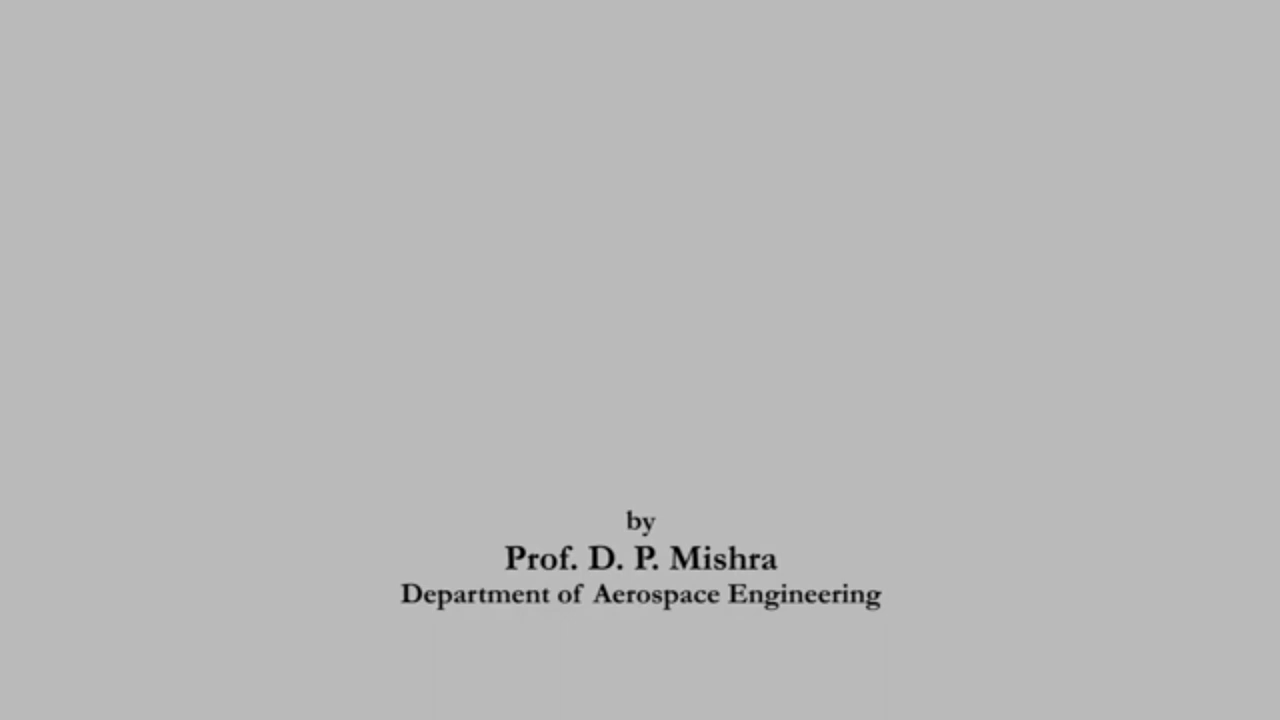 by
Prof. D. P. Mishra
Department of Aerospace Engineering